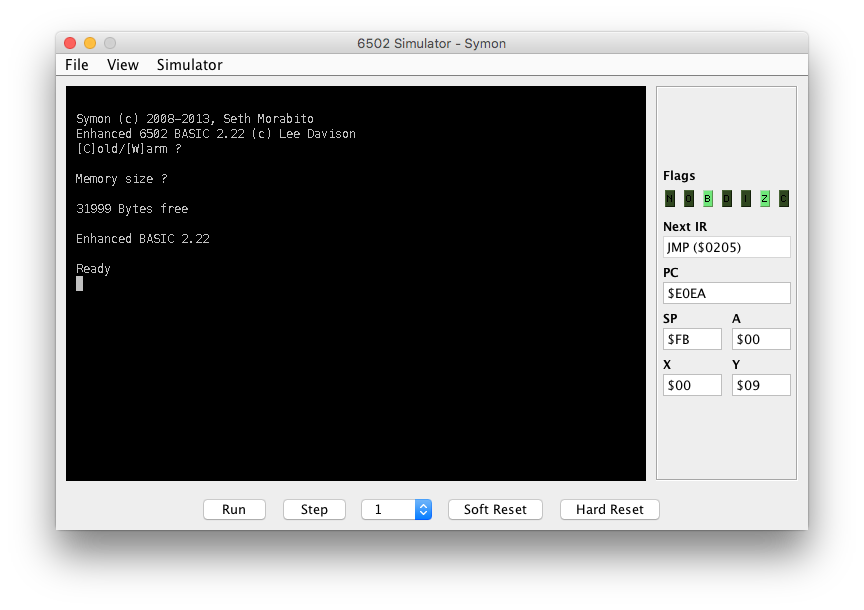 6502 Simulator - Symon
File View Simulator
Symon (c) 2008-2013, Seth Morabito
Enhanced 6502 BASIC 2.22 (c) Lee Davison
[C]old/[W]arm ?
Memory size ?
31999 Bytes free
Enhanced BASIC 2.22
Ready
Flags
N O B D I Z C
Next IR
JMP ($0205)
PC
$E0EA
SP A
$FB $00
X Y
$00 $09
Run Step 1 Soft Reset Hard Reset